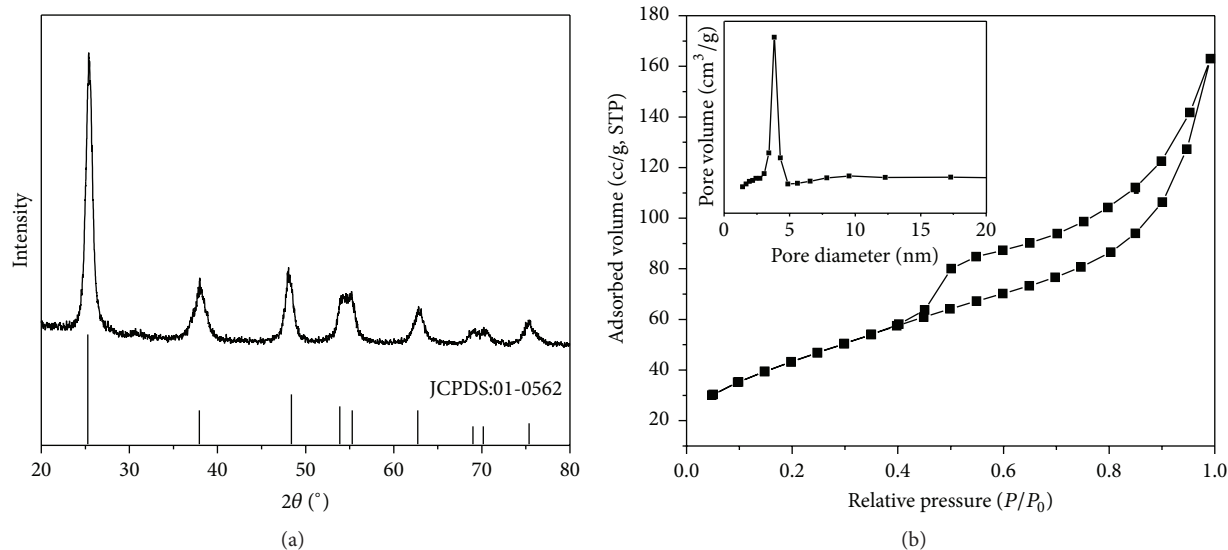 Intensity
JCPDS:01-0562
20 30 40 50 60 70 80
2θ (°)
(a)
Adsorbed volume (cc/g, STP)
180
160
140
120
100
80
60
40
20
0.0 0.2 0.4 0.6 0.8 1.0
Relative pressure (P/P₀)
Pore volume (cm³/g)
0 5 10 15 20
Pore diameter (nm)
(b)